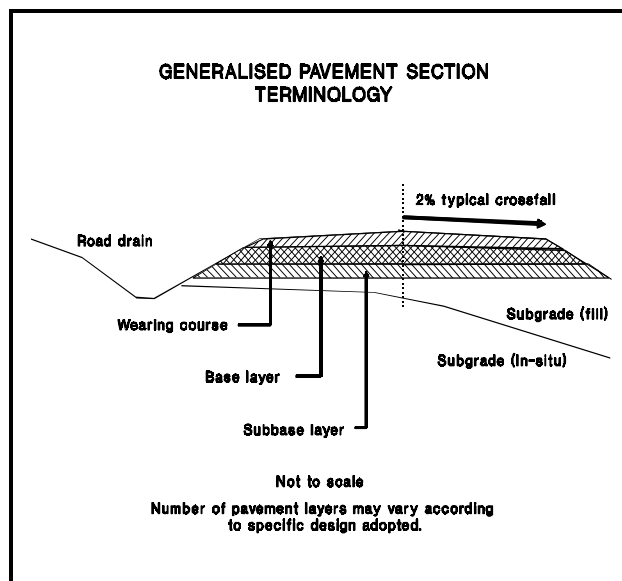 GENERALISED PAVEMENT SECTION
TERMINOLOGY
2% typical crossfall
Road drain
Subgrade (fill)
Wearing course
Subgrade (in-situ)
Base layer
Subbase layer
Not to scale
Number of pavement layers may vary according
to specific design adopted.